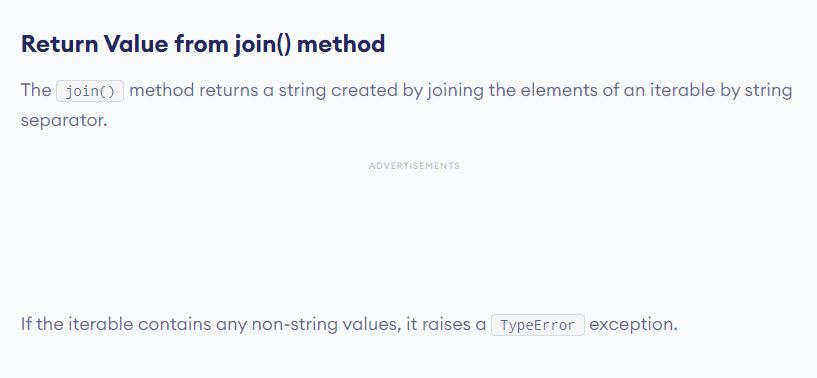 Return Value from join() method
The join() method returns a string created by joining the elements of an iterable by string
separator.
ADVERTISEMENTS
If the iterable contains any non-string values, it raises a TypeError exception.